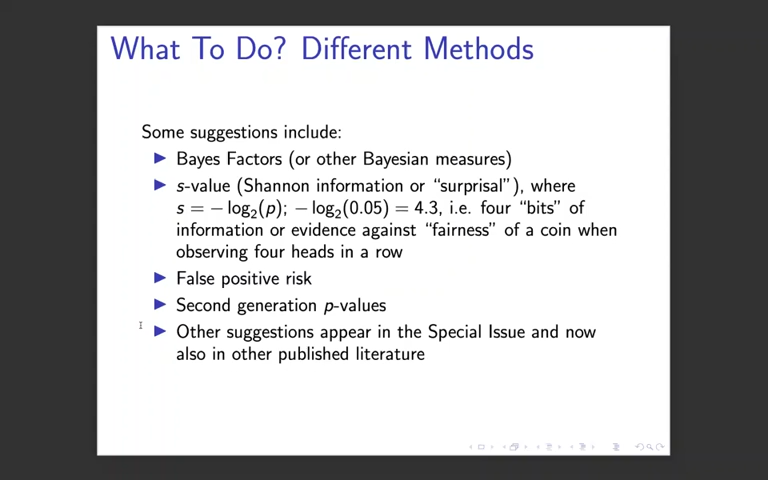 What To Do? Different Methods
Some suggestions include:
▶ Bayes Factors (or other Bayesian measures)
▶ s-value (Shannon information or “surprisal”), where
s = − log₂(p); − log₂(0.05) = 4.3, i.e. four “bits” of
information or evidence against “fairness” of a coin when
observing four heads in a row
▶ False positive risk
▶ Second generation p-values
▶ Other suggestions appear in the Special Issue and now
also in other published literature